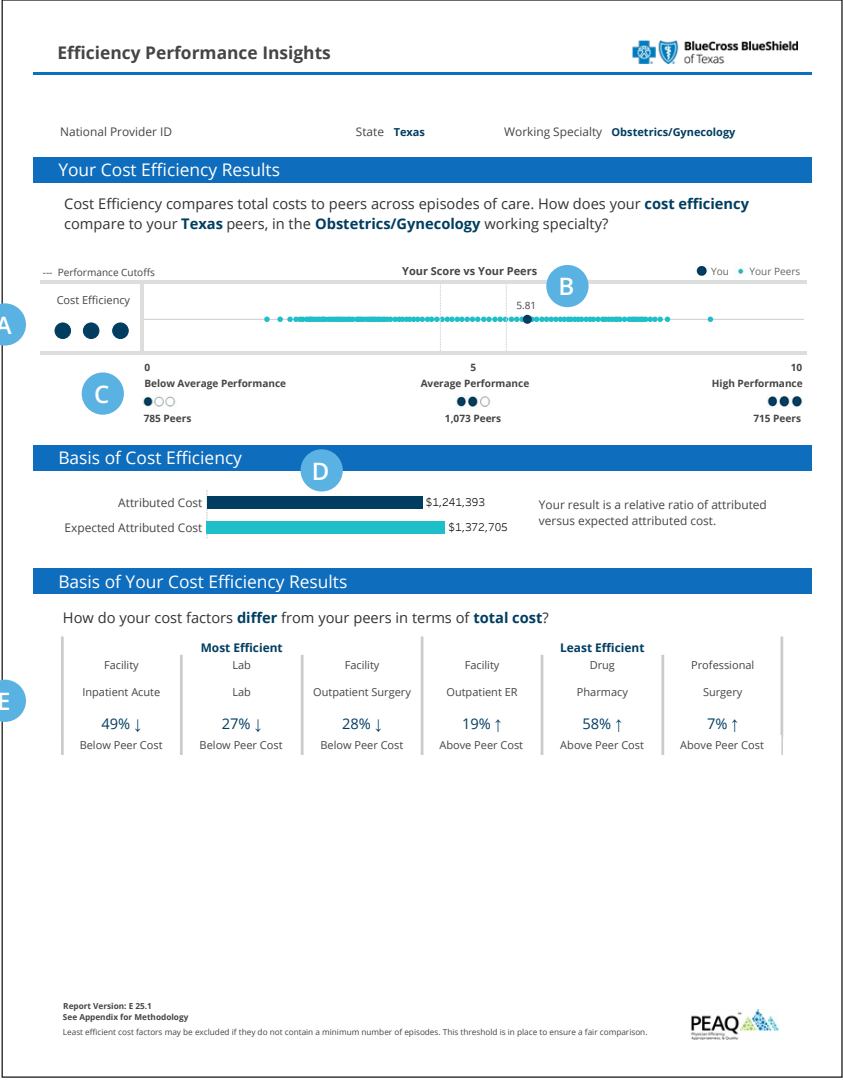 Efficiency Performance Insights
BlueCross BlueShield
of Texas
National Provider ID
State Texas
Working Specialty Obstetrics/Gynecology
Your Cost Efficiency Results
Cost Efficiency compares total costs to peers across episodes of care. How does your cost efficiency
compare to your Texas peers, in the Obstetrics/Gynecology working specialty?
--- Performance Cutoffs
Your Score vs Your Peers
You
Your Peers
B
A
Cost Efficiency
5.81
0
5
10
C
Below Average Performance
Average Performance
High Performance
785 Peers
1,073 Peers
715 Peers
Basis of Cost Efficiency
D
Attributed Cost
$1,241,393
Expected Attributed Cost
$1,372,705
Your result is a relative ratio of attributed
versus expected attributed cost.
Basis of Your Cost Efficiency Results
How do your cost factors differ from your peers in terms of total cost?
Most Efficient
Least Efficient
Facility
Lab
Facility
Facility
Drug
Professional
E
Inpatient Acute
Lab
Outpatient Surgery
Outpatient ER
Pharmacy
Surgery
49% ↓
27% ↓
28% ↓
19% ↑
58% ↑
7% ↑
Below Peer Cost
Below Peer Cost
Below Peer Cost
Above Peer Cost
Above Peer Cost
Above Peer Cost
Report Version: E 25.1
See Appendix for Methodology
Least efficient cost factors may be excluded if they do not contain a minimum number of episodes. This threshold is in place to ensure a fair comparison.
PEAQ™
Physician Efficiency,
Appropriateness, & Quality